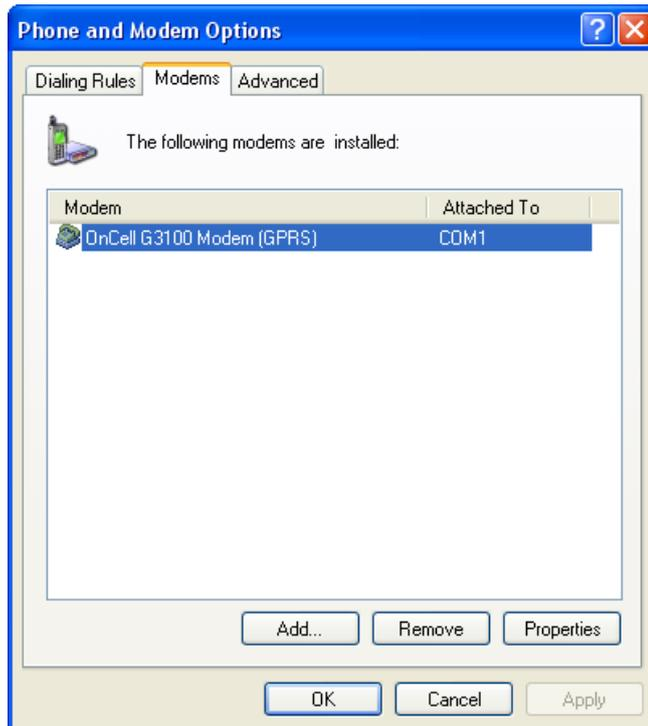 Phone and Modem Options
Dialing Rules Modems Advanced
The following modems are installed:
Modem Attached To
OnCell G3100 Modem (GPRS) COM1
Add... Remove Properties
OK Cancel Apply